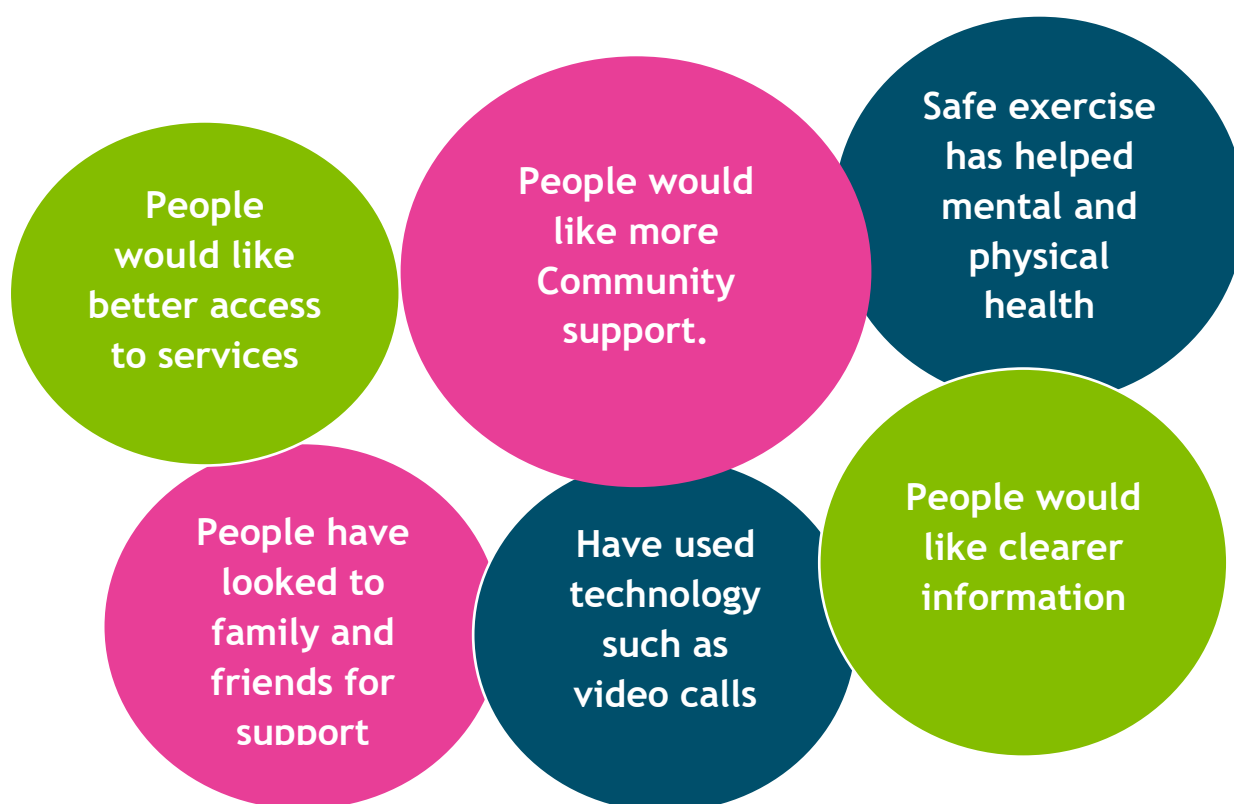 People
would like
better access
to services
People would
like more
Community
support.
Safe exercise
has helped
mental and
physical
health
People have
looked to
family and
friends for
support
Have used
technology
such as
video calls
People would
like clearer
information